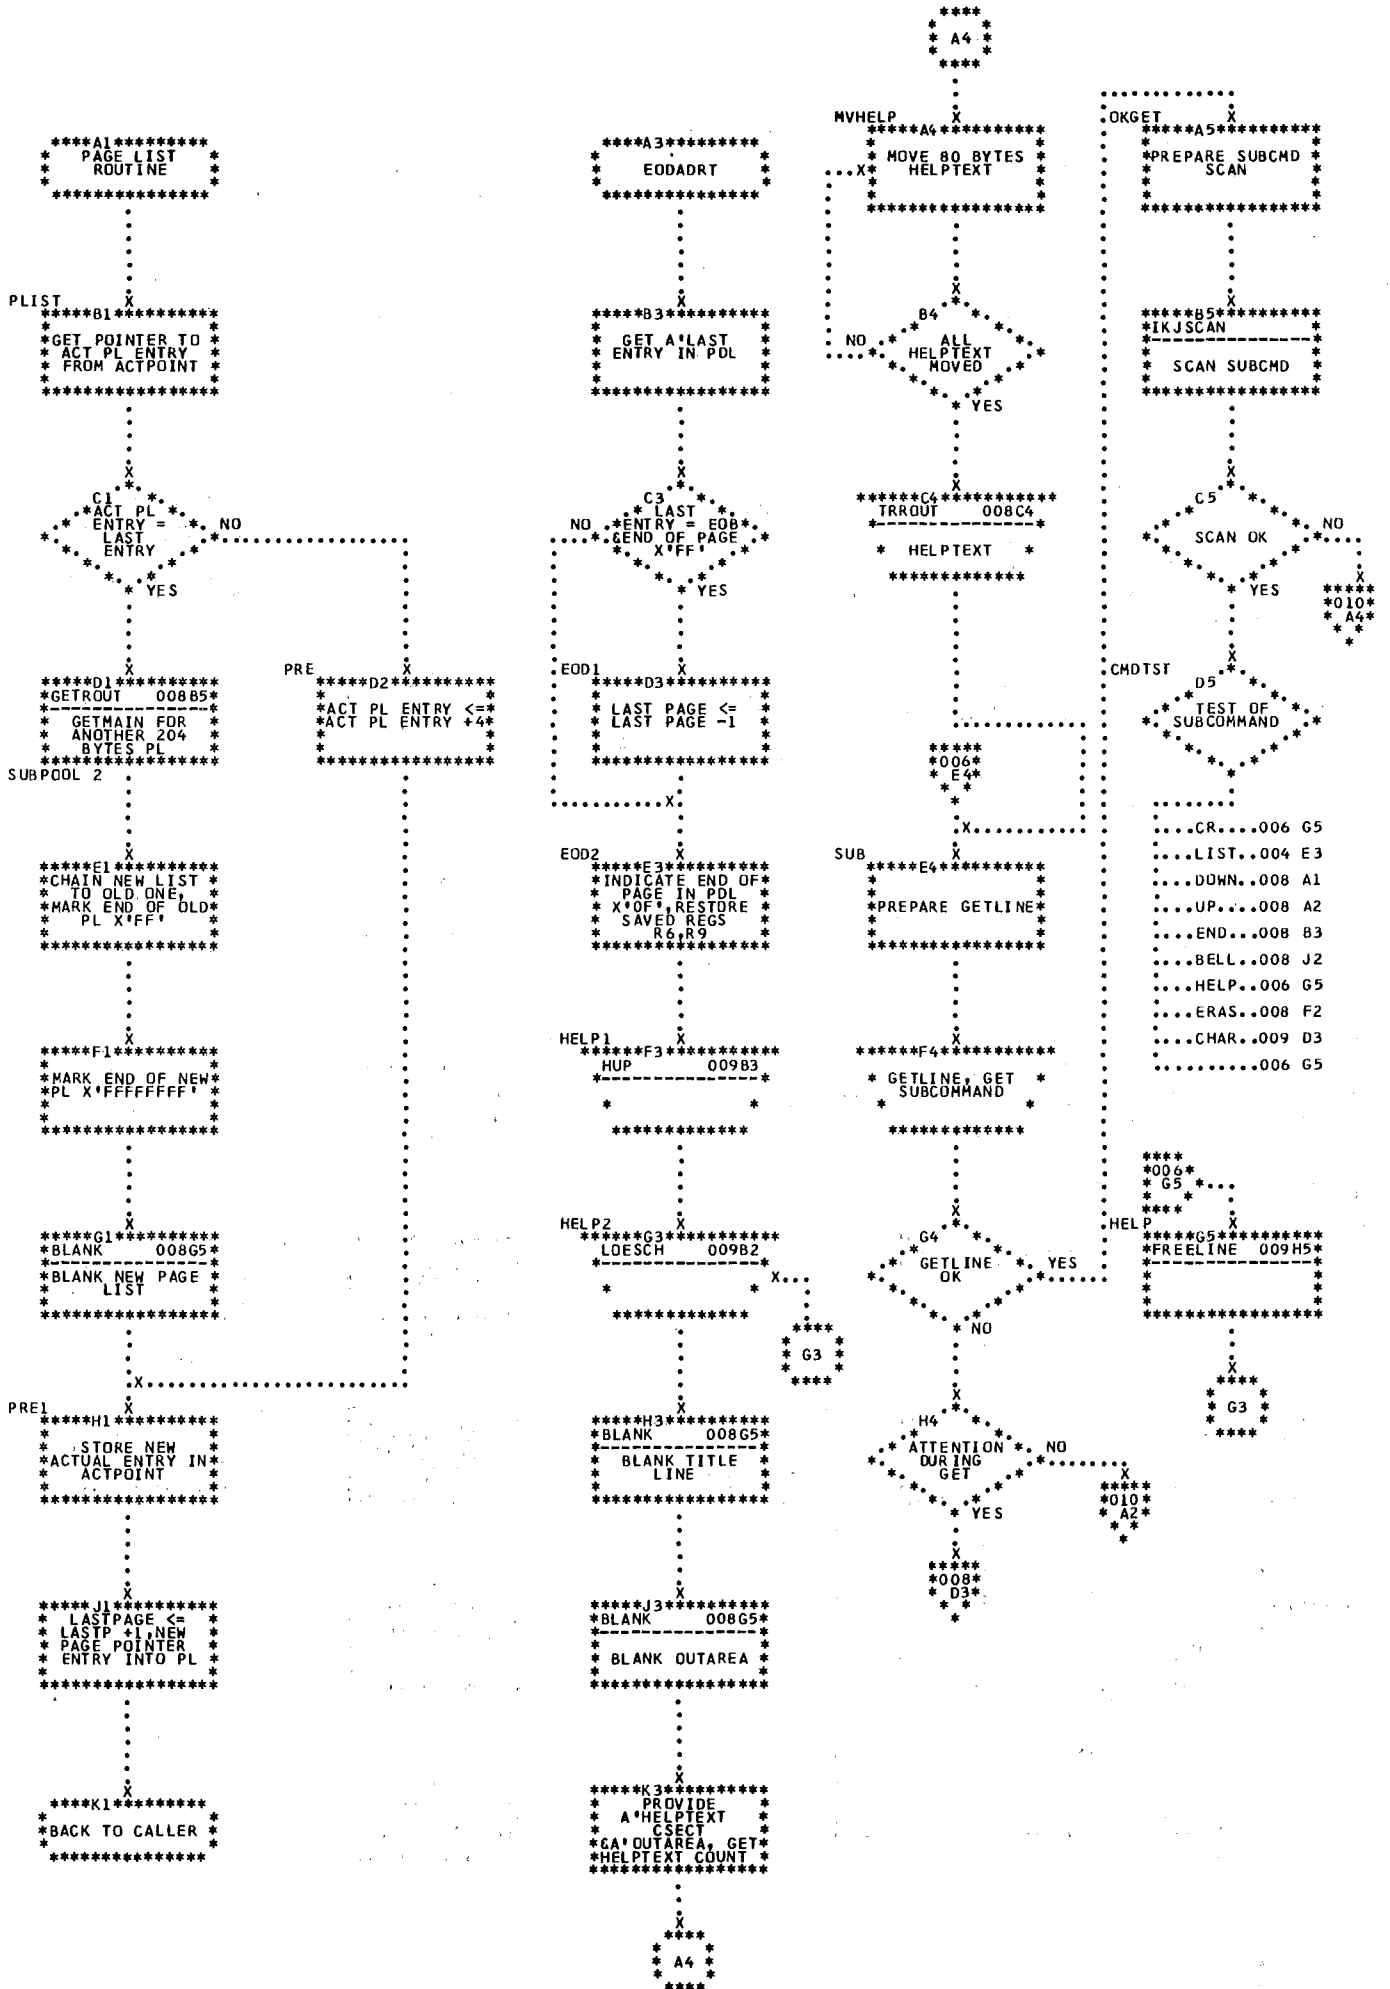 A1
PAGE LIST
ROUTINE
PLIST
B1
GET POINTER TO
ACT PL ENTRY
FROM ACTPOINT
C1
ACT PL
ENTRY =
LAST
ENTRY
NO
YES
D1
GETROUT 008B5
GETMAIN FOR
ANOTHER 204
BYTES PL
SUBPOOL 2
PRE
D2
ACT PL ENTRY <=
ACT PL ENTRY +4
E1
CHAIN NEW LIST
TO OLD ONE,
MARK END OF OLD
PL X'FF'
F1
MARK END OF NEW
PL X'FFFFFFFF'
G1
BLANK 008G5
BLANK NEW PAGE
LIST
PRE1
H1
STORE NEW
ACTUAL ENTRY IN
ACTPOINT
J1
LASTPAGE <=
LASTP +1,NEW
PAGE POINTER
ENTRY INTO PL
K1
BACK TO CALLER
A3
EODADRT
B3
GET A'LAST
ENTRY IN PDL
C3
LAST
ENTRY = EOB
&END OF PAGE
X'FF'
NO
YES
EOD1
D3
LAST PAGE <=
LAST PAGE -1
EOD2
E3
INDICATE END OF
PAGE IN PDL
X'0F',RESTORE
SAVED REGS
R6,R9
HELP1
F3
HUP 009B3
HELP2
G3
LOESCH 009B2
G3
H3
BLANK 008G5
BLANK TITLE
LINE
J3
BLANK 008G5
BLANK OUTAREA
K3
PROVIDE
A'HELPTEXT
CSECT
&A'OUTAREA, GET
HELPTEXT COUNT
A4
A4
MVHELP
A4
MOVE 80 BYTES
HELPTEXT
B4
ALL
HELPTEXT
MOVED
NO
YES
C4
TRROUT 008C4
HELPTEXT
006
E4
SUB
E4
PREPARE GETLINE
F4
GETLINE, GET
SUBCOMMAND
G4
GETLINE
OK
YES
NO
H4
ATTENTION
DURING
GET
NO
010
A2
YES
008
D3
OKGET
A5
PREPARE SUBCMD
SCAN
B5
IKJSCAN
SCAN SUBCMD
C5
SCAN OK
NO
YES
010
A4
CMDTST
D5
TEST OF
SUBCOMMAND
....CR....006 G5
....LIST..004 E3
....DOWN..008 A1
....UP....008 A2
....END...008 B3
....BELL..008 J2
....HELP..006 G5
....ERAS..008 F2
....CHAR..009 D3
..........006 G5
006
G5
HELP
G5
FREELINE 009H5
G3